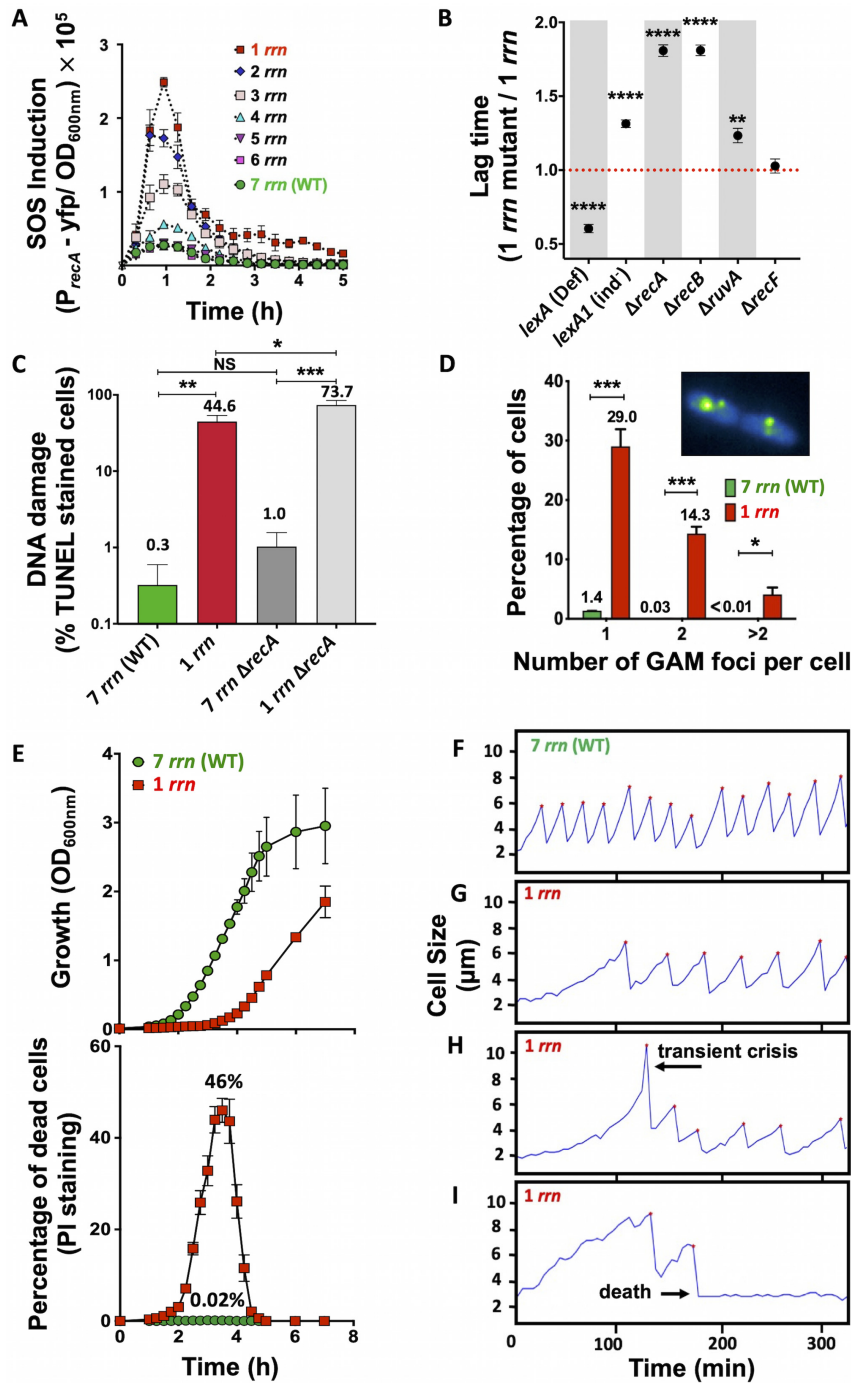 A
SOS Induction
(PrecA - yfp/ OD600nm) × 10⁵
3
2
1
0
0 1 2 3 4 5
Time (h)
1 rrn
2 rrn
3 rrn
4 rrn
5 rrn
6 rrn
7 rrn (WT)
B
Lag time
(1 rrn mutant / 1 rrn
2.0
1.5
1.0
0.5
****
****
****
****
**
lexA (Def)
lexA1 (ind-)
ΔrecA
ΔrecB
ΔruvA
ΔrecF
C
DNA damage
(% TUNEL stained cells)
100
10
1
0.1
*
NS
**
***
0.3
44.6
1.0
73.7
7 rrn (WT)
1 rrn
7 rrn ΔrecA
1 rrn ΔrecA
D
Percentage of cells
40
30
20
10
0
***
29.0
1.4
***
14.3
0.03
*
<0.01
7 rrn (WT)
1 rrn
1 2 >2
Number of GAM foci per cell
E
7 rrn (WT)
1 rrn
Growth (OD600nm)
4
3
2
1
0
Percentage of dead cells
(PI staining)
60
40
20
0
46%
0.02%
0 2 4 6 8
Time (h)
Cell Size
(µm)
F
7 rrn (WT)
10
8
6
4
2
G
1 rrn
10
8
6
4
2
H
1 rrn
10
8
6
4
2
transient crisis
I
1 rrn
10
8
6
4
2
death
0 100 200 300
Time (min)